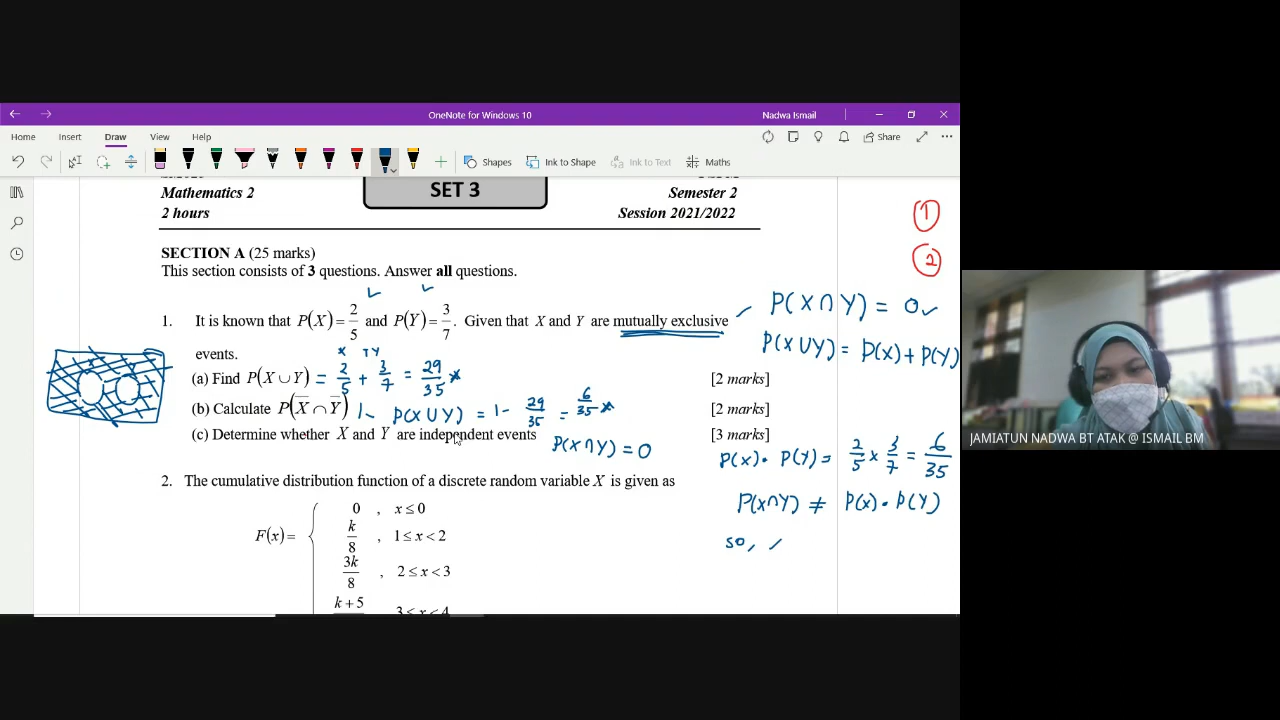 OneNote for Windows 10
Nadwa Ismail
Home Insert Draw View Help
Share
Shapes Ink to Shape Ink to Text Maths
Mathematics 2
2 hours
SET 3
Semester 2
Session 2021/2022
1
2
SECTION A (25 marks)
This section consists of 3 questions. Answer all questions.
1. It is known that P(X) = 2/5 and P(Y) = 3/7. Given that X and Y are mutually exclusive
events.
P(X ∩ Y) = 0
P(X ∪ Y) = P(X) + P(Y)
X + Y
(a) Find P(X ∪ Y) = 2/5 + 3/7 = 29/35 [2 marks]
(b) Calculate P(X̅ ∩ Y̅) 1 - P(X ∪ Y) = 1 - 29/35 = 6/35 [2 marks]
(c) Determine whether X and Y are independent events [3 marks]
P(X ∩ Y) = 0
P(X) · P(Y) = 2/5 × 3/7 = 6/35
P(X ∩ Y) ≠ P(X) · P(Y)
so,
2. The cumulative distribution function of a discrete random variable X is given as
F(x) =
0 , x ≤ 0
k/8 , 1 ≤ x < 2
3k/8 , 2 ≤ x < 3
k + 5
3 ≤ x < 4
JAMIATUN NADWA BT ATAK @ ISMAIL BM